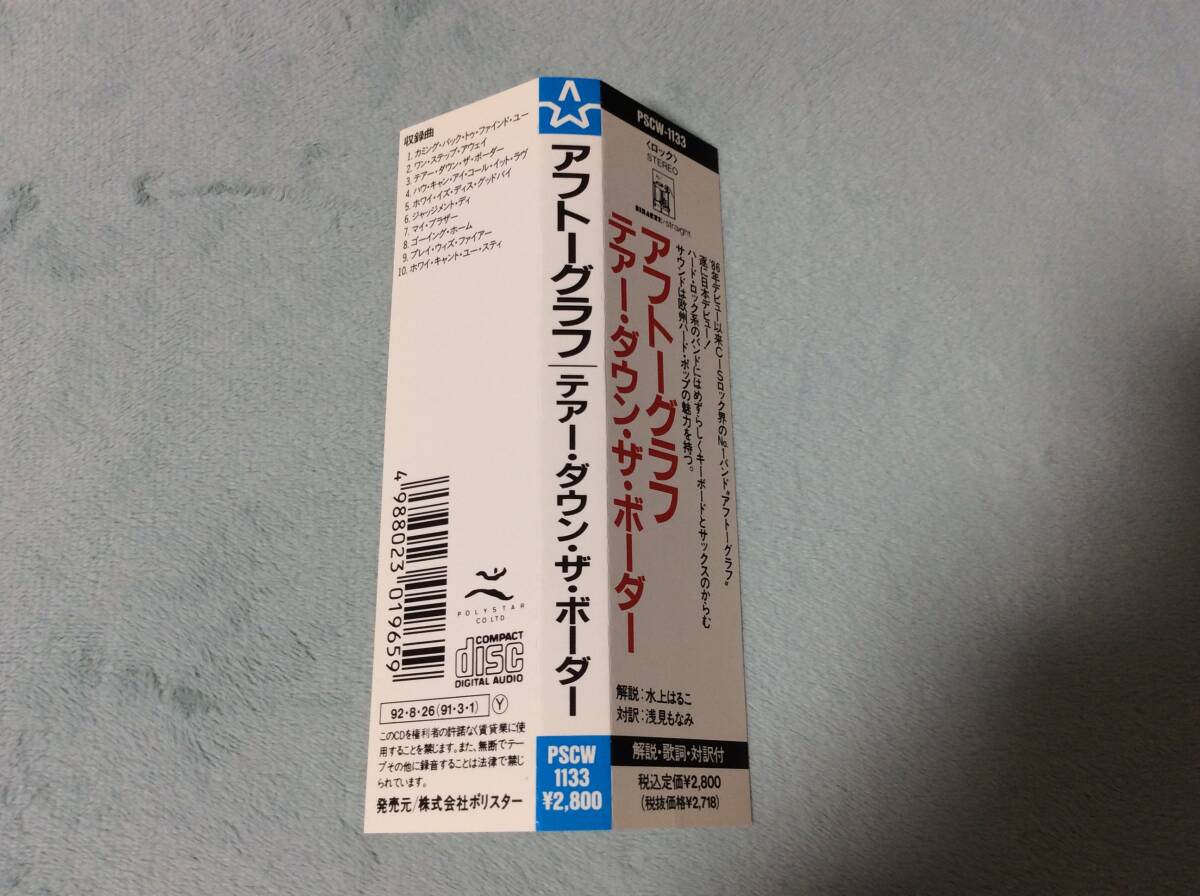 収録曲
1. カミング・バック・トゥ・ファインド・ユー
2. ワン・ステップ・アウェイ
3. テアー・ダウン・ザ・ボーダー
4. ハウ・キャン・アイ・コール・イット・ラヴ
5. ホワイ・イズ・ディス・グッドバイ
6. ジャッジメント・デイ
7. マイ・ブラザー
8. ゴーイング・ホーム
9. プレイ・ウィズ・ファイアー
10. ホワイ・キャント・ユー・スティ
4 988023 019659
POLYSTAR
CO.LTD
COMPACT
disc
DIGITAL AUDIO
92・8・26(91・3・1) Y
このCDを権利者の許諾なく賃貸業に使
用することを禁じます。また、無断でテー
プその他に録音することは法律で禁じ
られています。
発売元/株式会社ポリスター
アフトーグラフ/テアー・ダウン・ザ・ボーダー
PSCW
1133
¥2,800
PSCW-1133
〈ロック〉
STEREO
/straight
'86年デビュー以来C−Sロック界のNo.1バンド“アフトーグラフ”
遂に日本デビュー!
ハード・ロック系のバンドにはめずらしくキーボードとサックスのからむ
サウンドは欧州ハード・ポップの魅力を持つ。
アフトーグラフ
テアー・ダウン・ザ・ボーダー
解説:水上はるこ
対訳:浅見もなみ
解説・歌詞・対訳付
税込定価¥2,800
(税抜価格¥2,718)